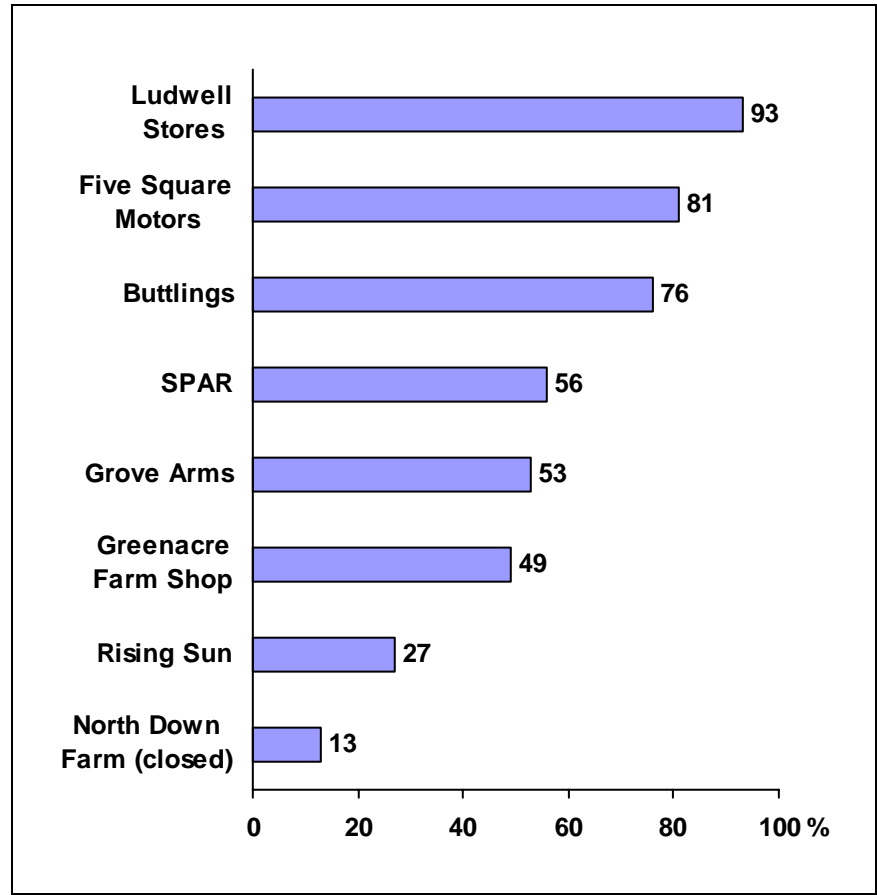 Ludwell
Stores
93
Five Square
Motors
81
Buttlings
76
SPAR
56
Grove Arms
53
Greenacre
Farm Shop
49
Rising Sun
27
North Down
Farm (closed)
13
0 20 40 60 80 100 %